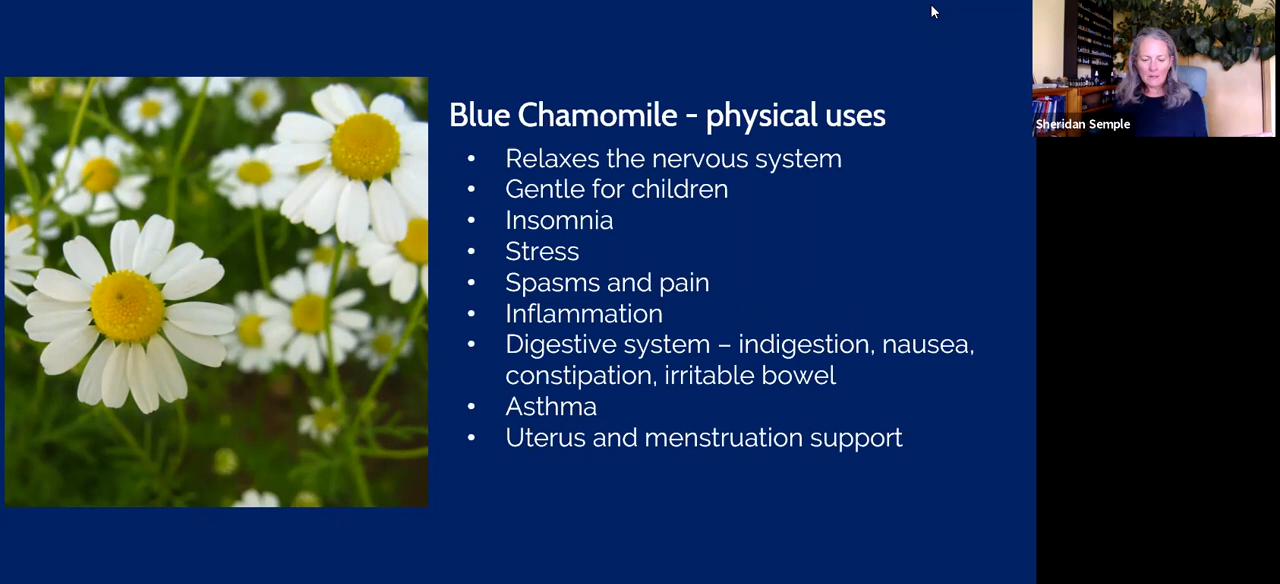 Blue Chamomile - physical uses
• Relaxes the nervous system
• Gentle for children
• Insomnia
• Stress
• Spasms and pain
• Inflammation
• Digestive system – indigestion, nausea,
constipation, irritable bowel
• Asthma
• Uterus and menstruation support
Sheridan Semple